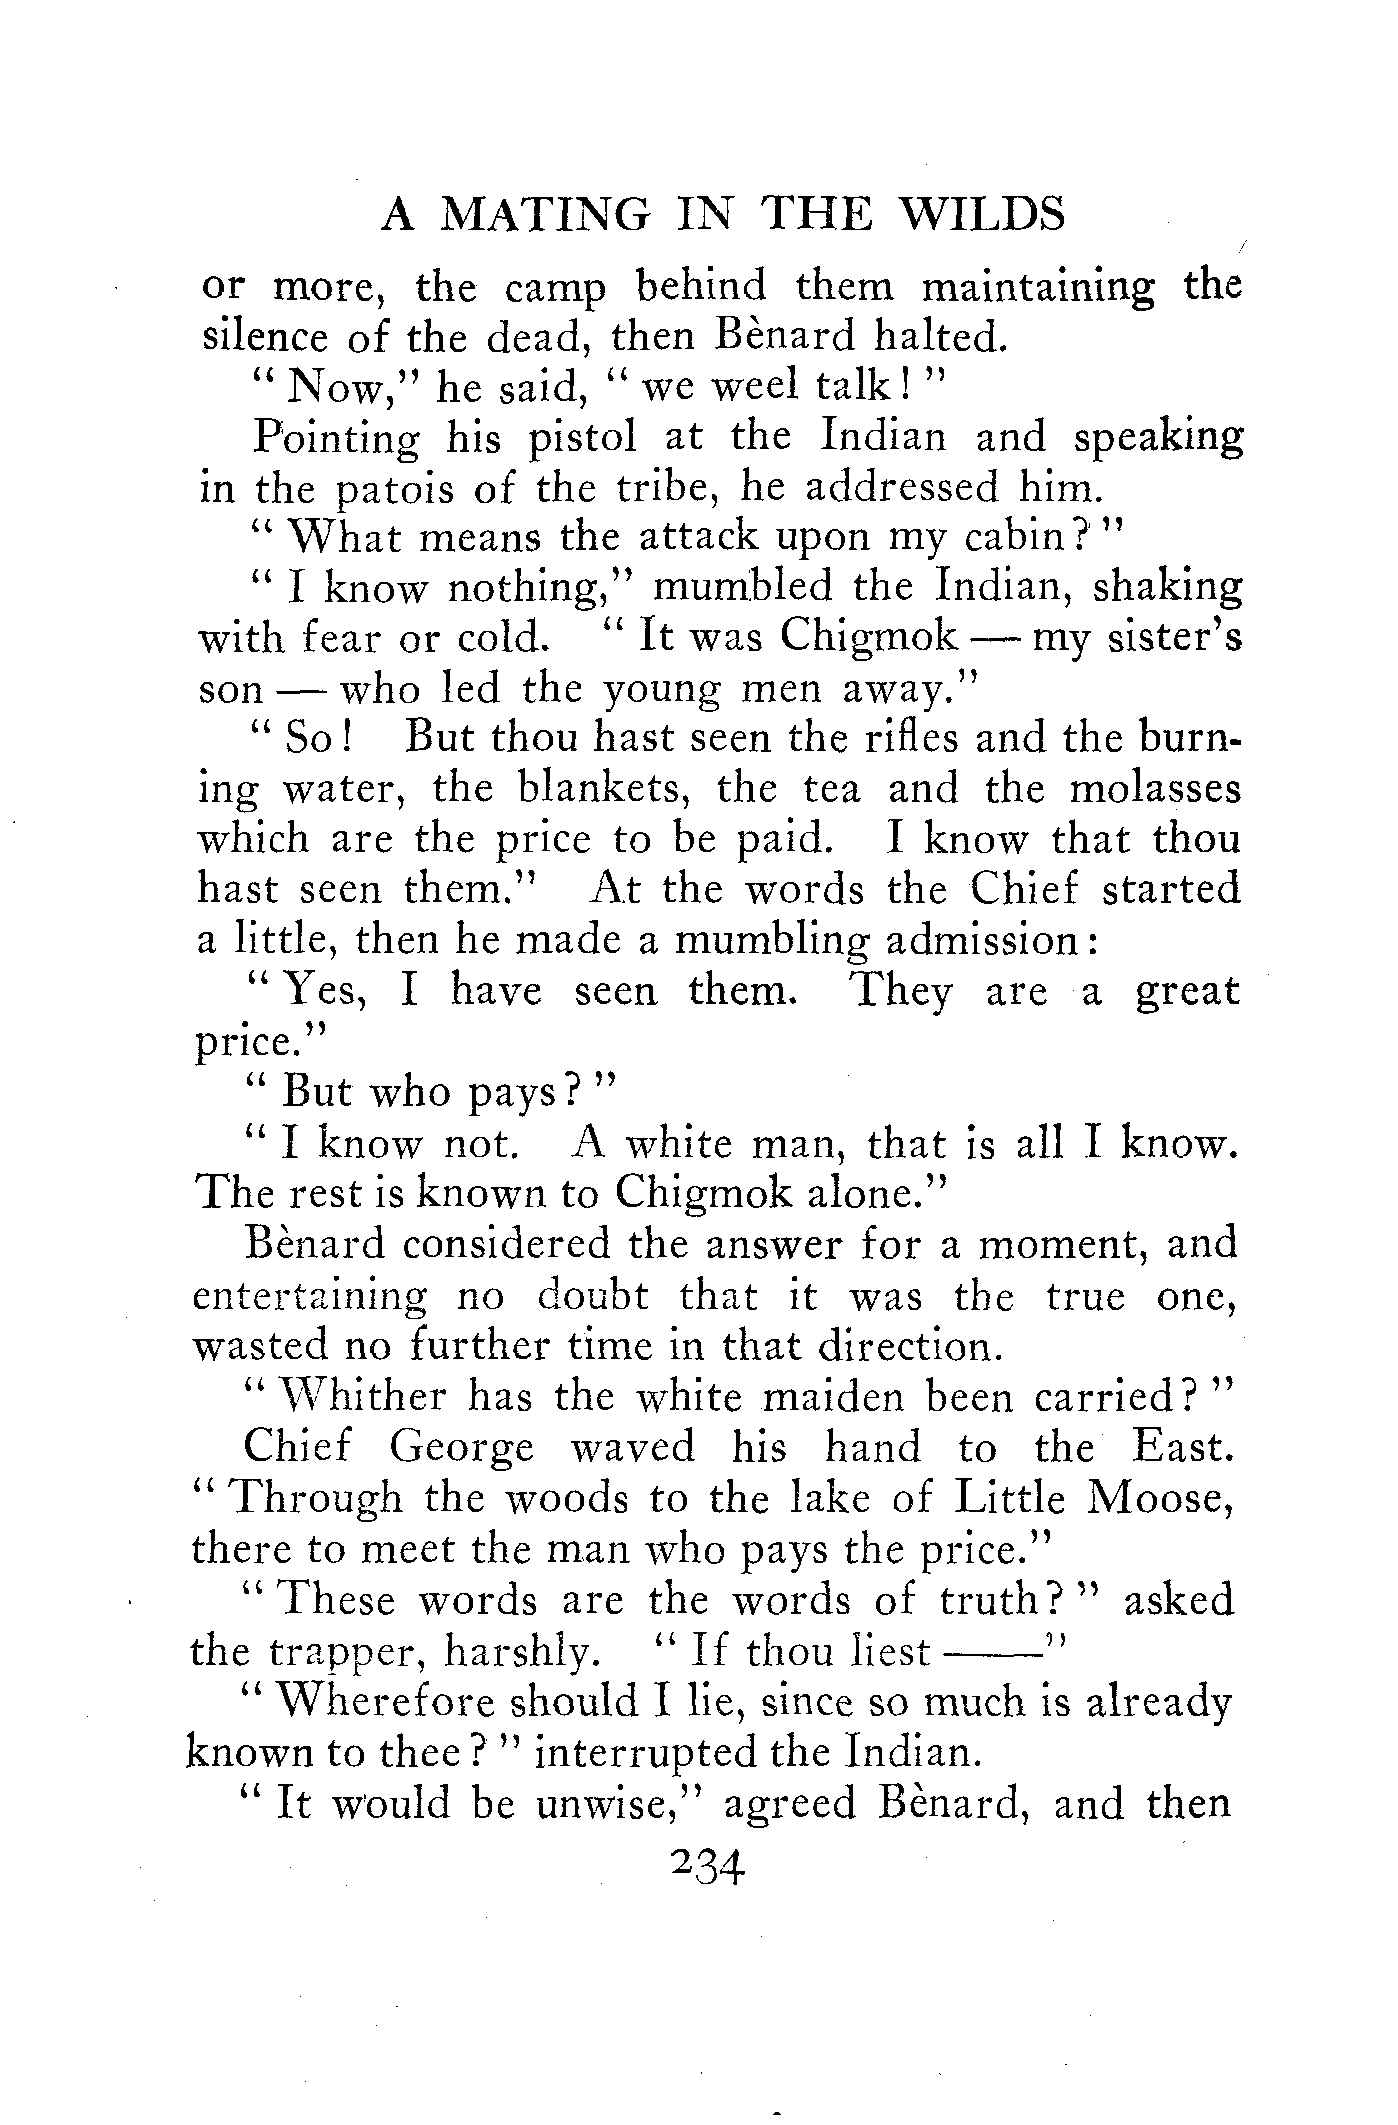 A MATING IN THE WILDS
or more, the camp behind them maintaining the
silence of the dead, then Bènard halted.
“ Now,” he said, “ we weel talk! ”
Pointing his pistol at the Indian and speaking
in the patois of the tribe, he addressed him.
“ What means the attack upon my cabin? ”
“ I know nothing,” mumbled the Indian, shaking
with fear or cold. “ It was Chigmok — my sister’s
son — who led the young men away.”
“ So! But thou hast seen the rifles and the burn-
ing water, the blankets, the tea and the molasses
which are the price to be paid. I know that thou
hast seen them.” At the words the Chief started
a little, then he made a mumbling admission:
“ Yes, I have seen them. They are a great
price.”
“ But who pays? ”
“ I know not. A white man, that is all I know.
The rest is known to Chigmok alone.”
Bènard considered the answer for a moment, and
entertaining no doubt that it was the true one,
wasted no further time in that direction.
“ Whither has the white maiden been carried? ”
Chief George waved his hand to the East.
“ Through the woods to the lake of Little Moose,
there to meet the man who pays the price.”
“ These words are the words of truth? ” asked
the trapper, harshly. “ If thou liest ——”
“ Wherefore should I lie, since so much is already
known to thee? ” interrupted the Indian.
“ It would be unwise,” agreed Bènard, and then
234